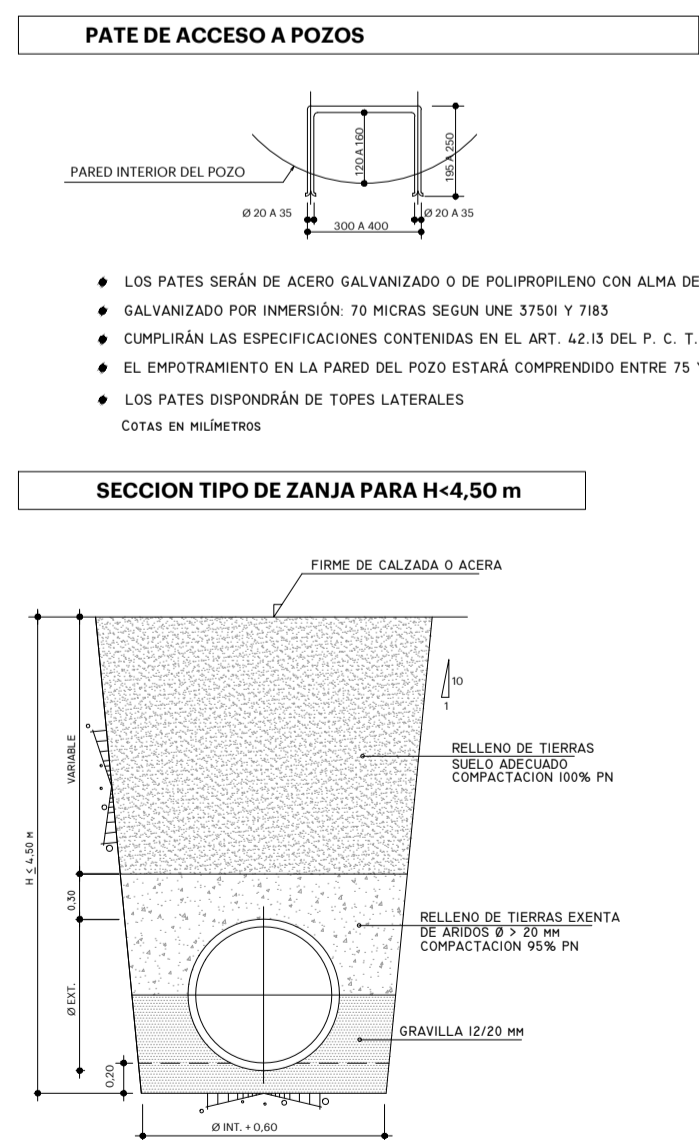 PATE DE ACCESO A POZOS
PARED INTERIOR DEL POZO
120 A 160
195 A 250
Ø 20 A 35
Ø 20 A 35
300 A 400
LOS PATES SERÁN DE ACERO GALVANIZADO O DE POLIPROPILENO CON ALMA DE
GALVANIZADO POR INMERSIÓN: 70 MICRAS SEGUN UNE 37501 Y 7183
CUMPLIRÁN LAS ESPECIFICACIONES CONTENIDAS EN EL ART. 42.13 DEL P. C. T.
EL EMPOTRAMIENTO EN LA PARED DEL POZO ESTARÁ COMPRENDIDO ENTRE 75
LOS PATES DISPONDRÁN DE TOPES LATERALES
COTAS EN MILÍMETROS
SECCION TIPO DE ZANJA PARA H<4,50 m
FIRME DE CALZADA O ACERA
10
1
VARIABLE
RELLENO DE TIERRAS
SUELO ADECUADO
COMPACTACION 100% PN
H ≤ 4,50 M
0,30
RELLENO DE TIERRAS EXENTA
DE ARIDOS Ø > 20 MM
COMPACTACION 95% PN
Ø EXT.
GRAVILLA 12/20 MM
0,20
Ø INT. + 0,60